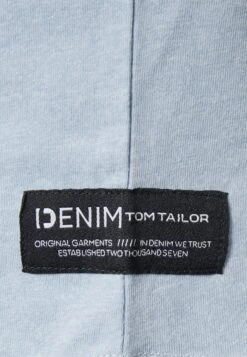 DENIM TOM TAILOR
ORIGINAL GARMENTS ///// IN DENIM WE TRUST
ESTABLISHED TWO THOUSAND SEVEN